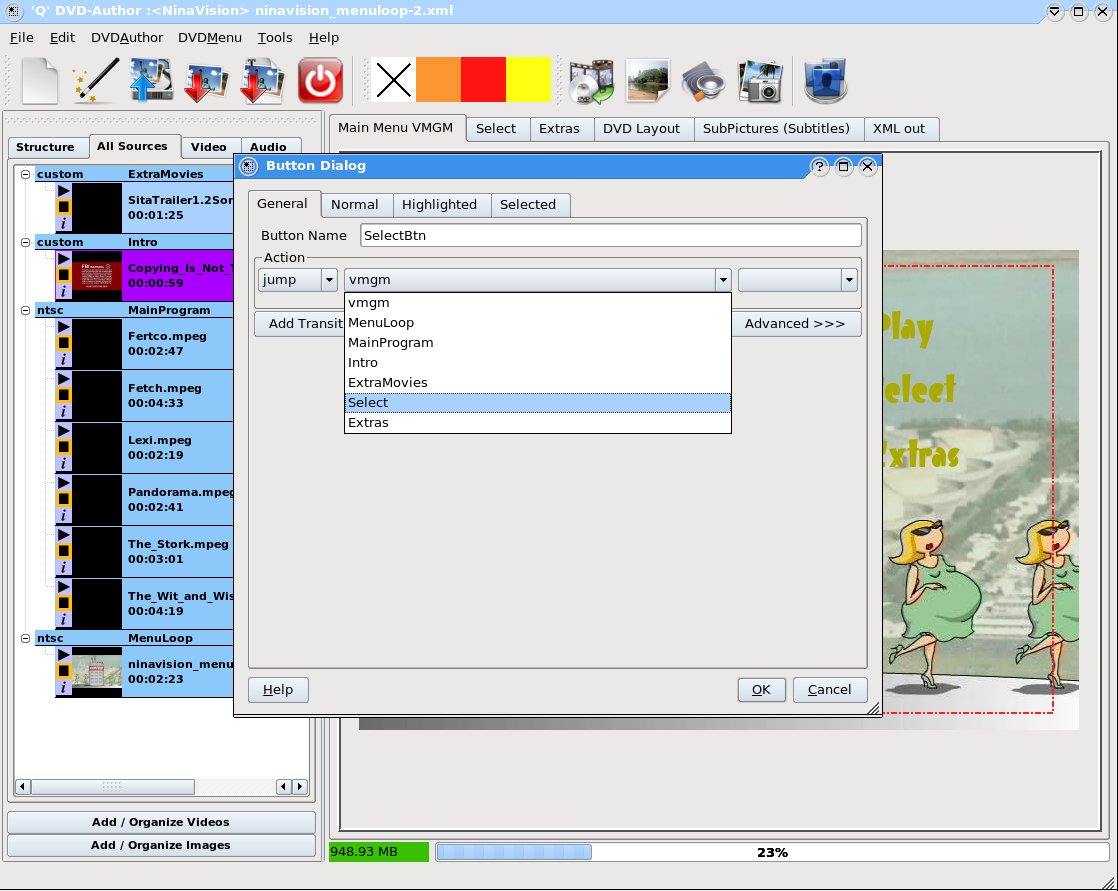 'Q' DVD-Author :<NinaVision> ninavision_menuloop-2.xml
File Edit DVDAuthor DVDMenu Tools Help
Main Menu VMGM Select Extras DVD Layout SubPictures (Subtitles) XML out
Structure All Sources Video Audio
custom ExtraMovies
SitaTrailer1.2Sor
00:01:25
custom Intro
Copying_Is_Not_
00:00:59
ntsc MainProgram
Fertco.mpeg
00:02:47
Fetch.mpeg
00:04:33
Lexi.mpeg
00:02:19
Pandorama.mpeg
00:02:41
The_Stork.mpeg
00:03:01
The_Wit_and_Wis
00:04:19
ntsc MenuLoop
ninavision_menu
00:02:23
Add / Organize Videos
Add / Organize Images
Button Dialog
General Normal Highlighted Selected
Button Name SelectBtn
Action
jump vmgm
vmgm
MenuLoop
MainProgram
Intro
ExtraMovies
Select
Extras
Add Transit Advanced >>>
Help OK Cancel
Play
elect
Extras
948.93 MB 23%